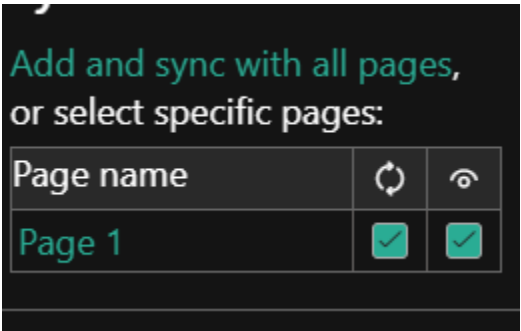 Add and sync with all pages,
or select specific pages:
Page name
Page 1